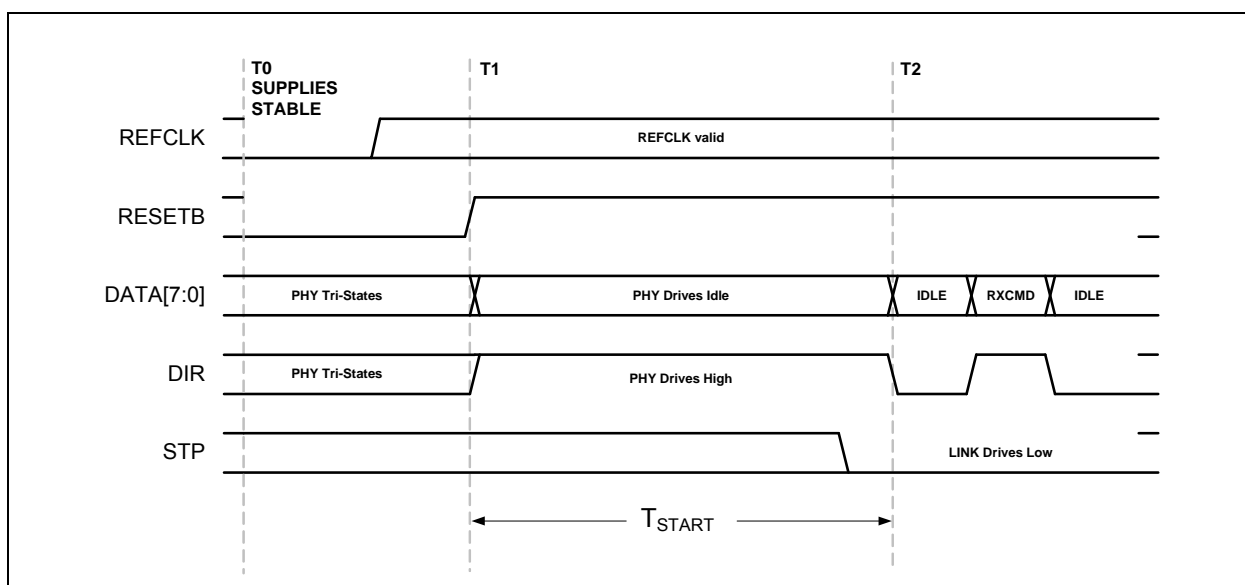 T0
SUPPLIES
STABLE
T1
T2
REFCLK
REFCLK valid
RESETB
DATA[7:0]
PHY Tri-States
PHY Drives Idle
IDLE
RXCMD
IDLE
DIR
PHY Tri-States
PHY Drives High
STP
LINK Drives Low
TSTART